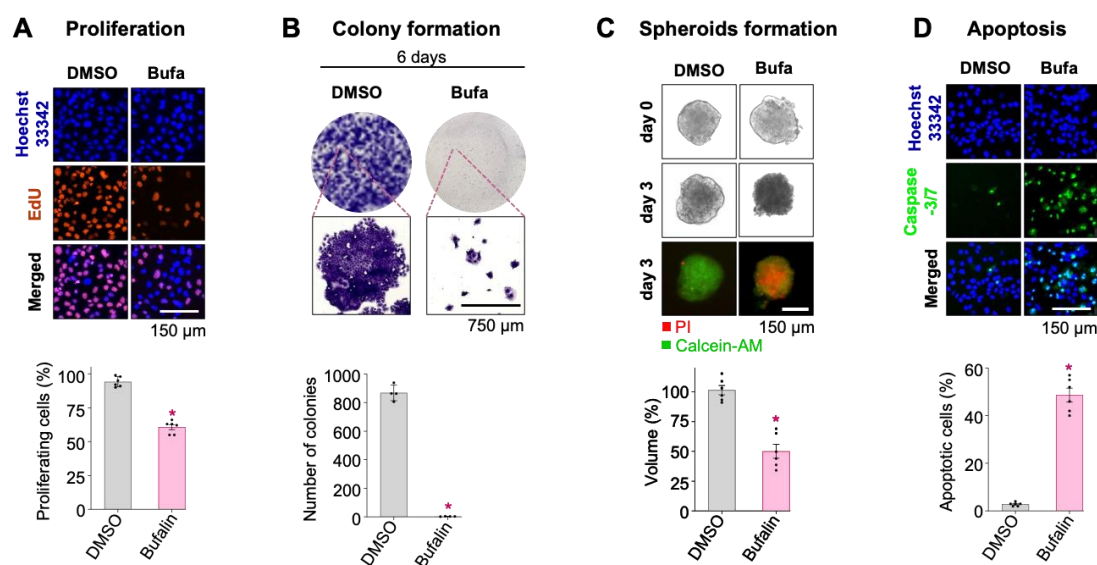 A Proliferation
DMSO Bufa
Hoechst
33342
EdU
Merged
150 µm
Proliferating cells (%)
100
75
50
25
0
*
DMSO
Bufalin
B Colony formation
6 days
DMSO Bufa
750 µm
Number of colonies
1000
800
600
400
200
0
*
DMSO
Bufalin
C Spheroids formation
DMSO Bufa
day 0
day 3
day 3
PI 150 µm
Calcein-AM
Volume (%)
100
50
0
*
DMSO
Bufalin
D Apoptosis
DMSO Bufa
Hoechst
33342
Caspase
-3/7
Merged
150 µm
Apoptotic cells (%)
60
40
20
0
*
DMSO
Bufalin